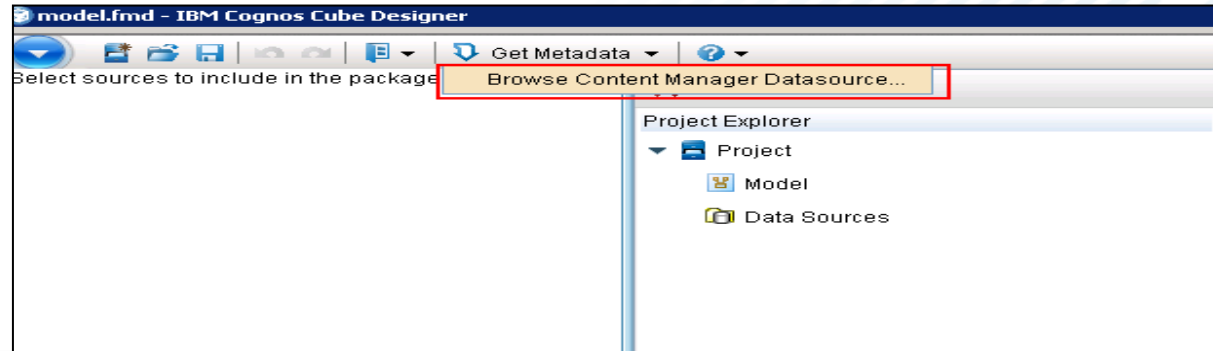 model.fmd - IBM Cognos Cube Designer
Get Metadata
Select sources to include in the package
Browse Content Manager Datasource...
Project Explorer
Project
Model
Data Sources